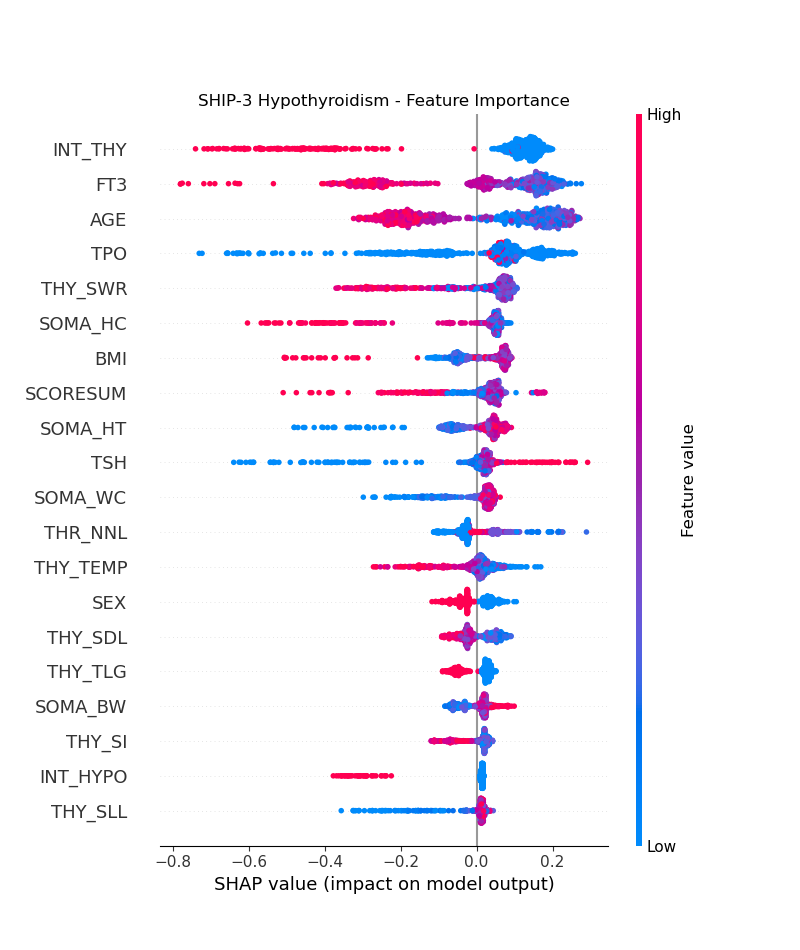 SHIP-3 Hypothyroidism - Feature Importance
High
INT_THY
FT3
AGE
TPO
THY_SWR
SOMA_HC
BMI
SCORESUM
SOMA_HT
TSH
SOMA_WC
THR_NNL
THY_TEMP
SEX
THY_SDL
THY_TLG
SOMA_BW
THY_SI
INT_HYPO
THY_SLL
Feature value
Low
−0.8 −0.6 −0.4 −0.2 0.0 0.2
SHAP value (impact on model output)